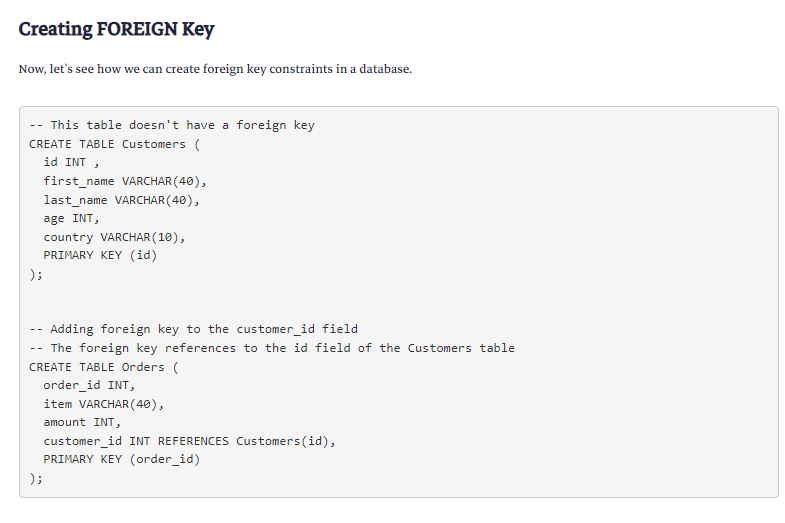 Creating FOREIGN Key
Now, let's see how we can create foreign key constraints in a database.
-- This table doesn't have a foreign key
CREATE TABLE Customers (
  id INT ,
  first_name VARCHAR(40),
  last_name VARCHAR(40),
  age INT,
  country VARCHAR(10),
  PRIMARY KEY (id)
);
-- Adding foreign key to the customer_id field
-- The foreign key references to the id field of the Customers table
CREATE TABLE Orders (
  order_id INT,
  item VARCHAR(40),
  amount INT,
  customer_id INT REFERENCES Customers(id),
  PRIMARY KEY (order_id)
);